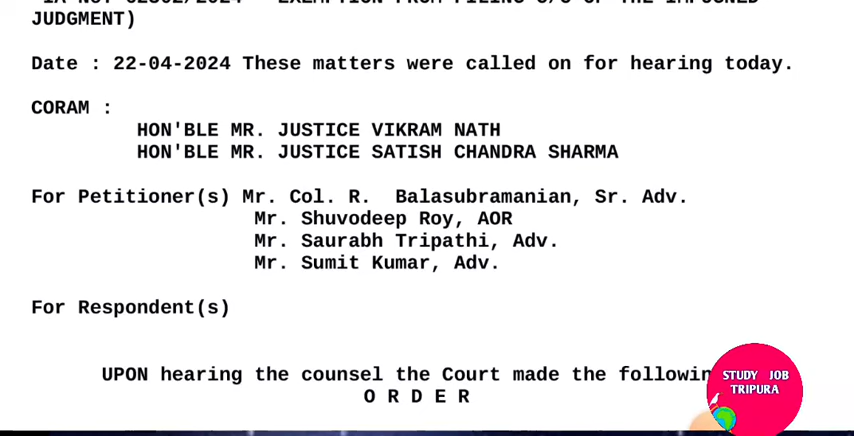 JUDGMENT)
Date : 22-04-2024 These matters were called on for hearing today.
CORAM :
HON'BLE MR. JUSTICE VIKRAM NATH
HON'BLE MR. JUSTICE SATISH CHANDRA SHARMA
For Petitioner(s) Mr. Col. R. Balasubramanian, Sr. Adv.
Mr. Shuvodeep Roy, AOR
Mr. Saurabh Tripathi, Adv.
Mr. Sumit Kumar, Adv.
For Respondent(s)
UPON hearing the counsel the Court made the followin
O R D E R
STUDY JOB
TRIPURA